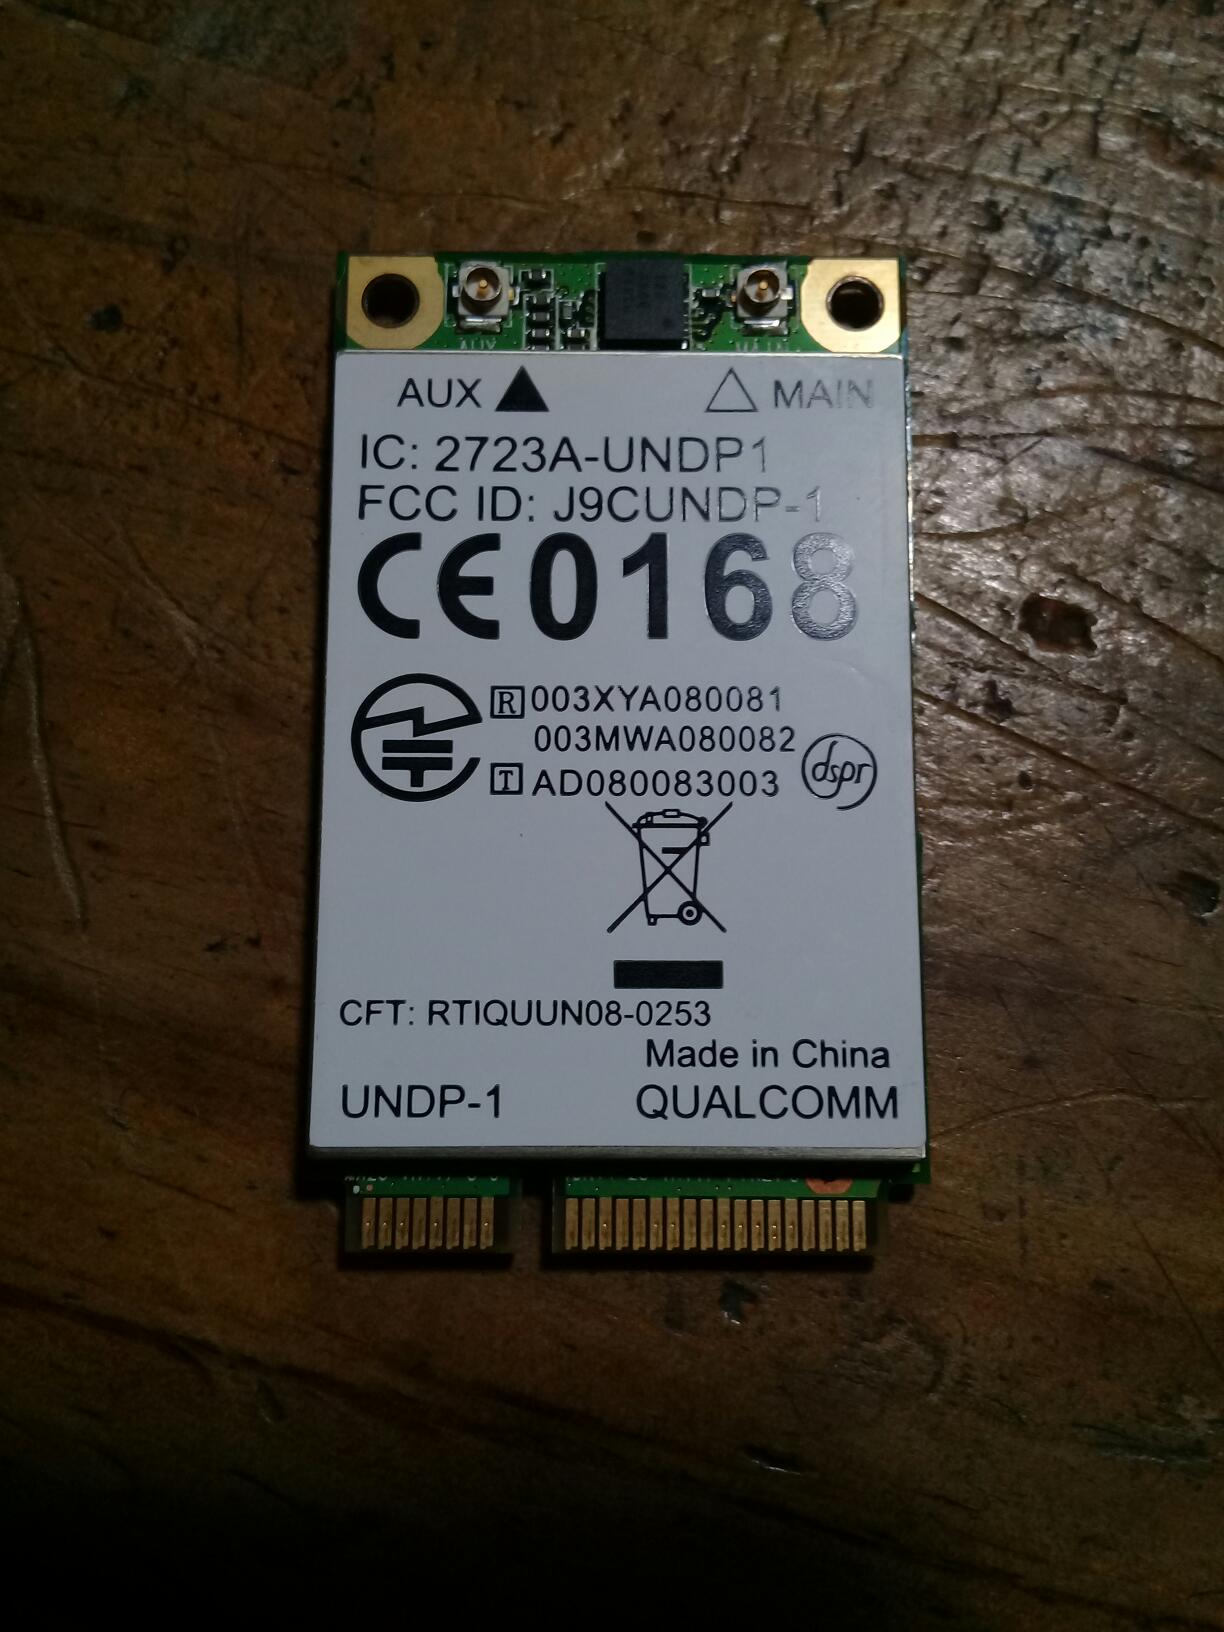 AUX MAIN
IC: 2723A-UNDP1
FCC ID: J9CUNDP-1
CE0168
R 003XYA080081
003MWA080082
dspr
T AD080083003
CFT: RTIQUUN08-0253
Made in China
UNDP-1 QUALCOMM